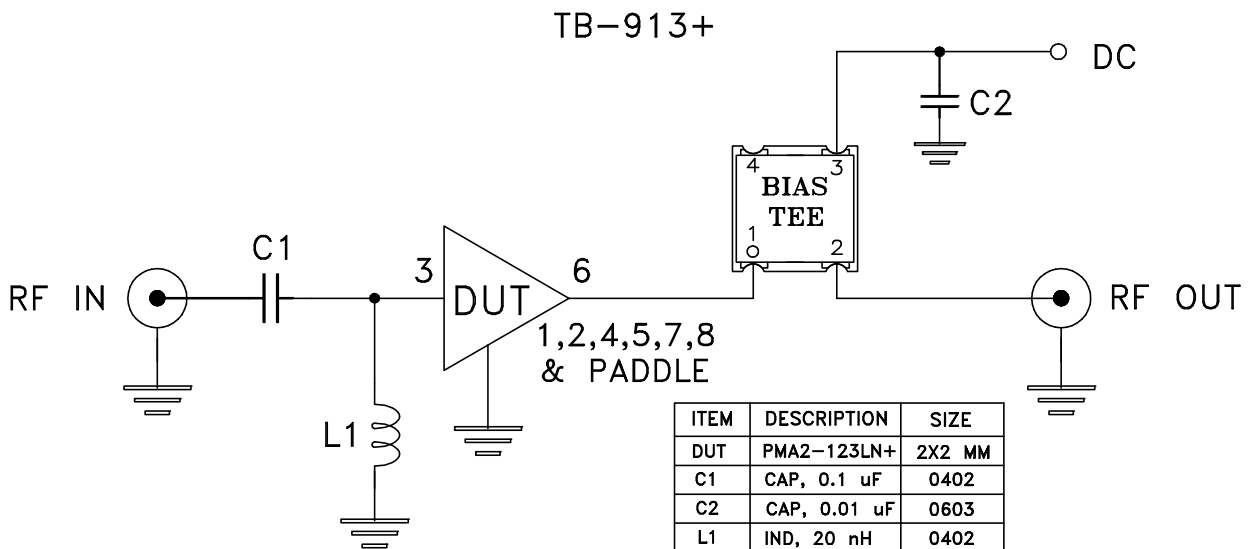 TB-913+
DC
C2
4 3
BIAS
TEE
1 2
C1
3 6
RF IN
DUT
RF OUT
1,2,4,5,7,8
& PADDLE
L1
ITEM DESCRIPTION SIZE
DUT PMA2-123LN+ 2X2 MM
C1 CAP, 0.1 uF 0402
C2 CAP, 0.01 uF 0603
L1 IND, 20 nH 0402